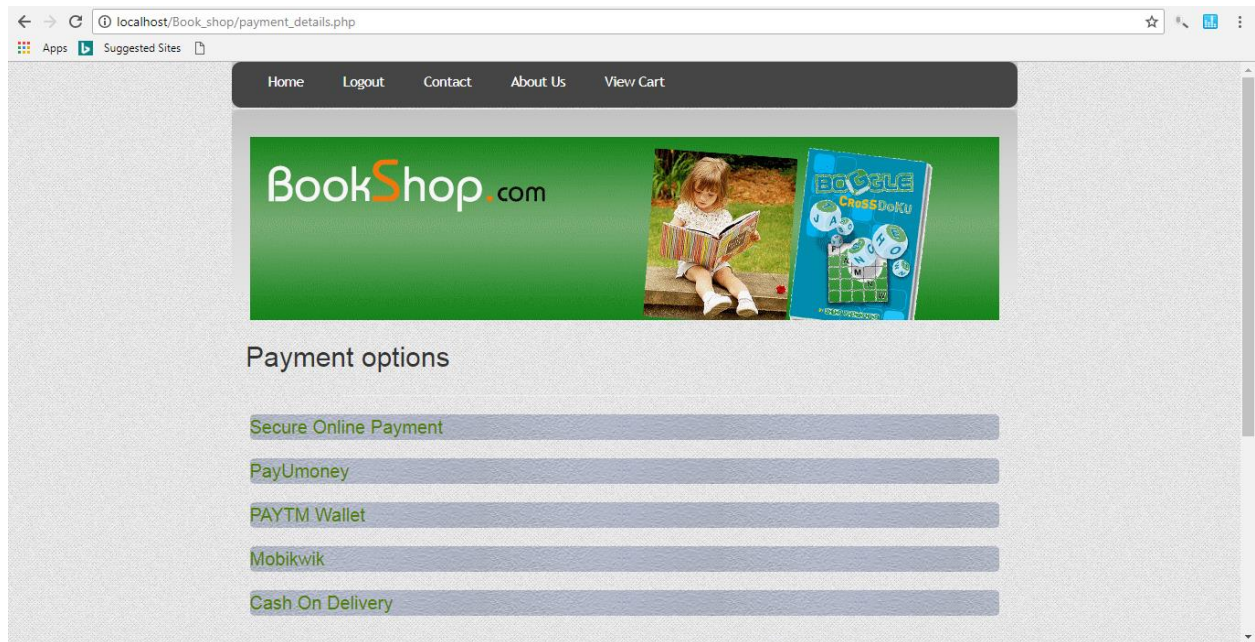 localhost/Book_shop/payment_details.php
Apps Suggested Sites
Home Logout Contact About Us View Cart
BookShop.com
BOGGLE
CROSSDOKU
Payment options
Secure Online Payment
PayUmoney
PAYTM Wallet
Mobikwik
Cash On Delivery